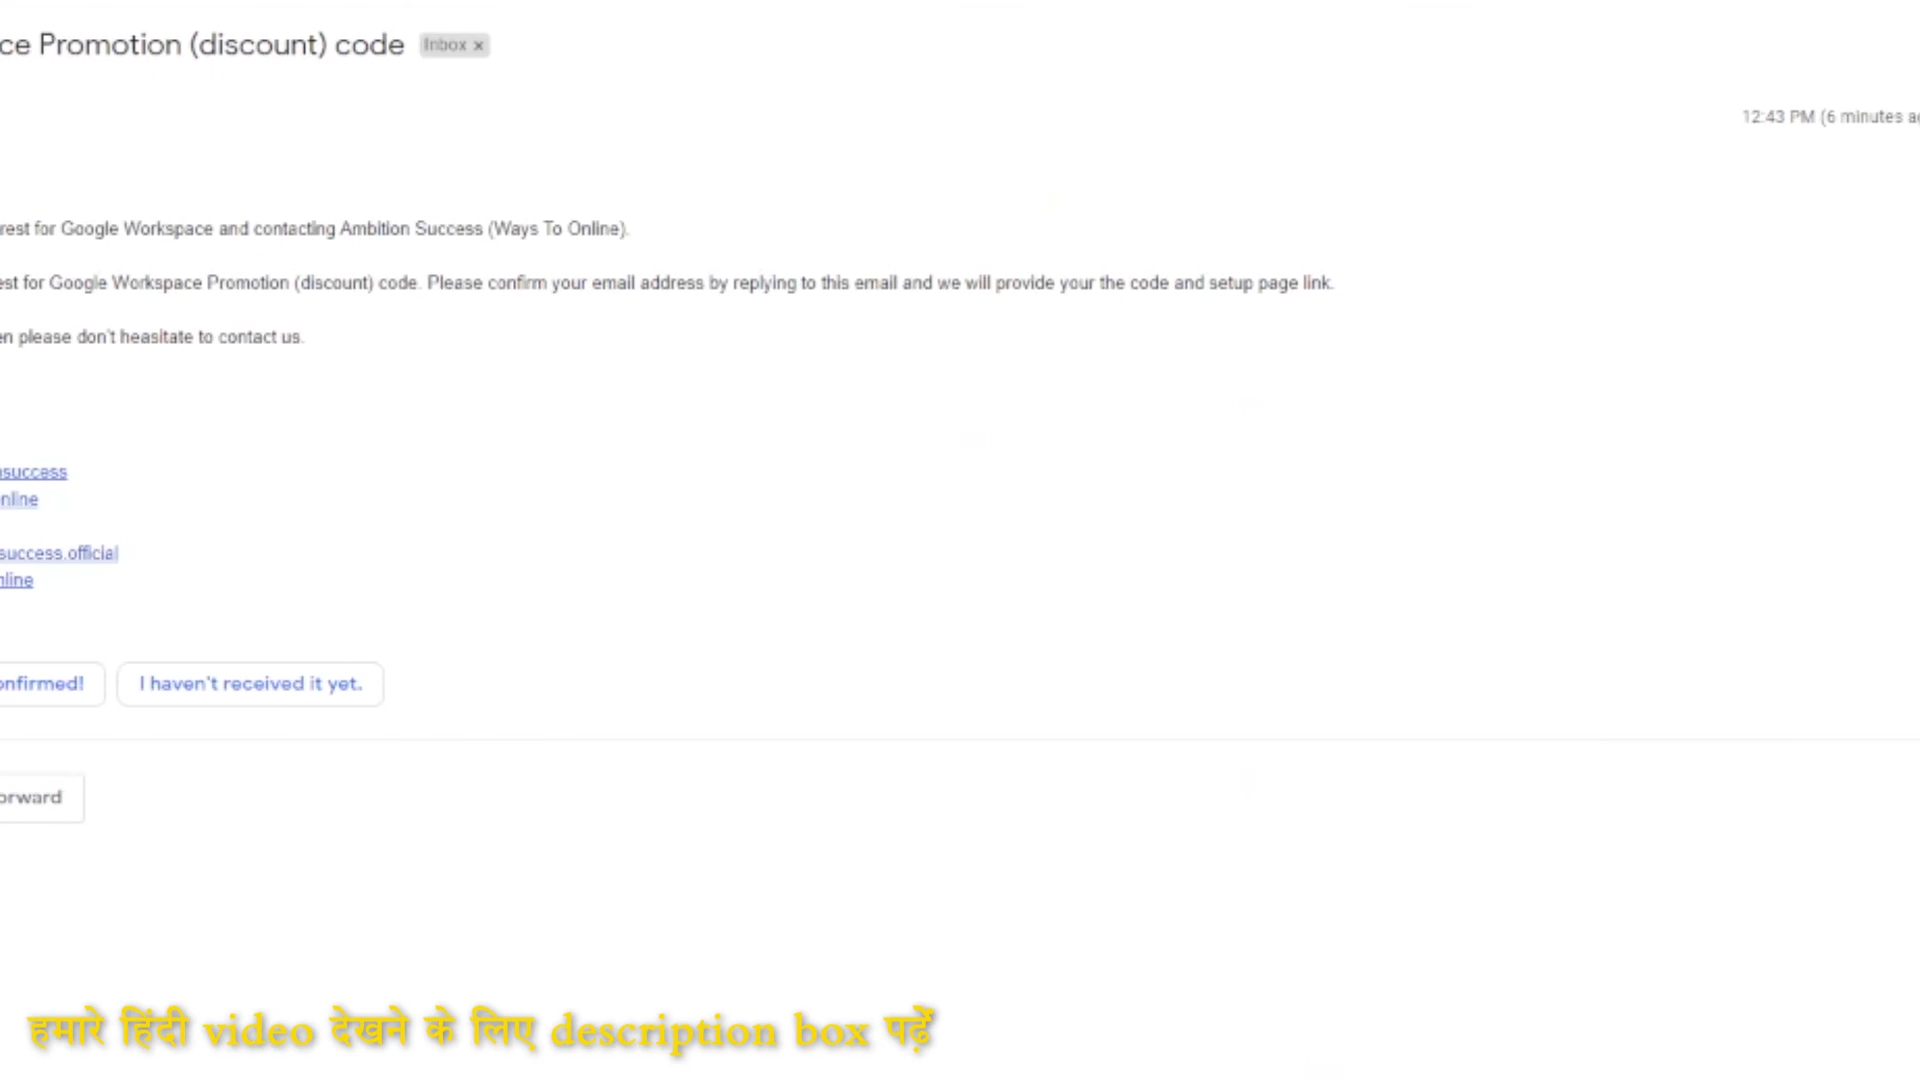 ce Promotion (discount) code Inbox ×
12:43 PM (6 minutes ag
rest for Google Workspace and contacting Ambition Success (Ways To Online).
est for Google Workspace Promotion (discount) code. Please confirm your email address by replying to this email and we will provide your the code and setup page link.
en please don't heasitate to contact us.
nsuccess
nline
success.official
nline
onfirmed!
I haven't received it yet.
orward
हमारे हिंदी video देखने के लिए description box पढ़ें